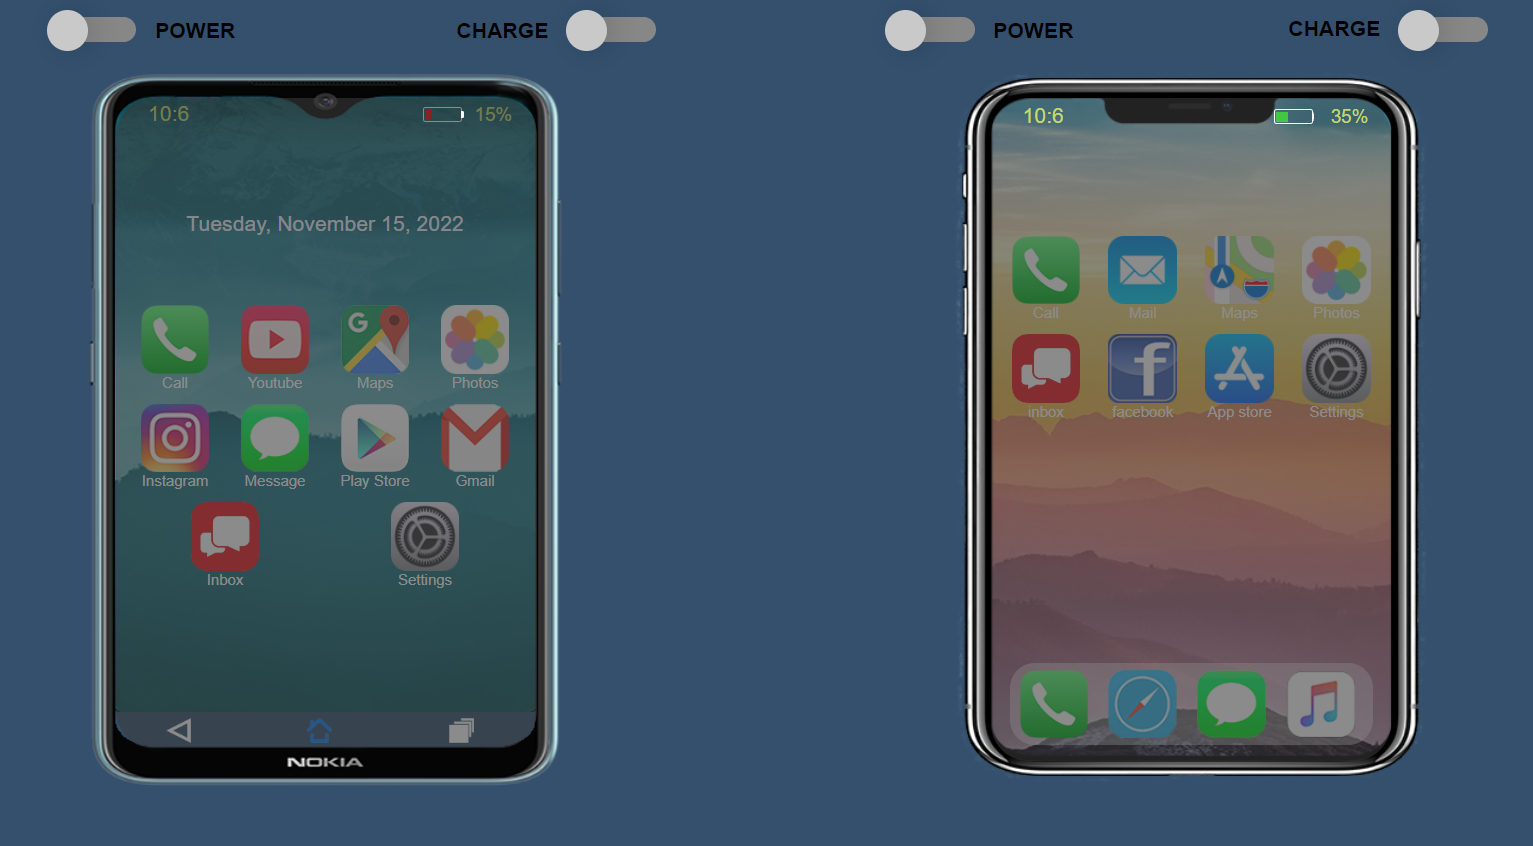 POWER CHARGE
10:6 15%
Tuesday, November 15, 2022
Call Youtube Maps Photos
Instagram Message Play Store Gmail
Inbox Settings
NOKIA
POWER CHARGE
10:6 35%
Call Mail Maps Photos
inbox facebook App store Settings